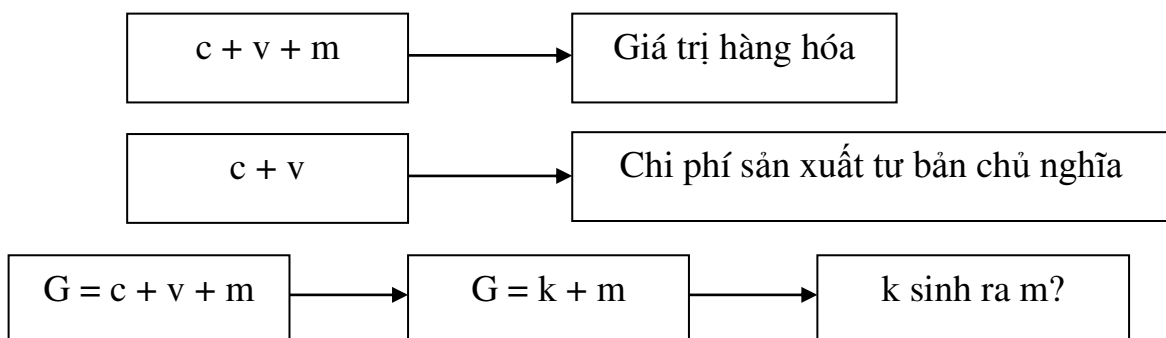 c + v + m
Giá trị hàng hóa
c + v
Chi phí sản xuất tư bản chủ nghĩa
G = c + v + m
G = k + m
k sinh ra m?